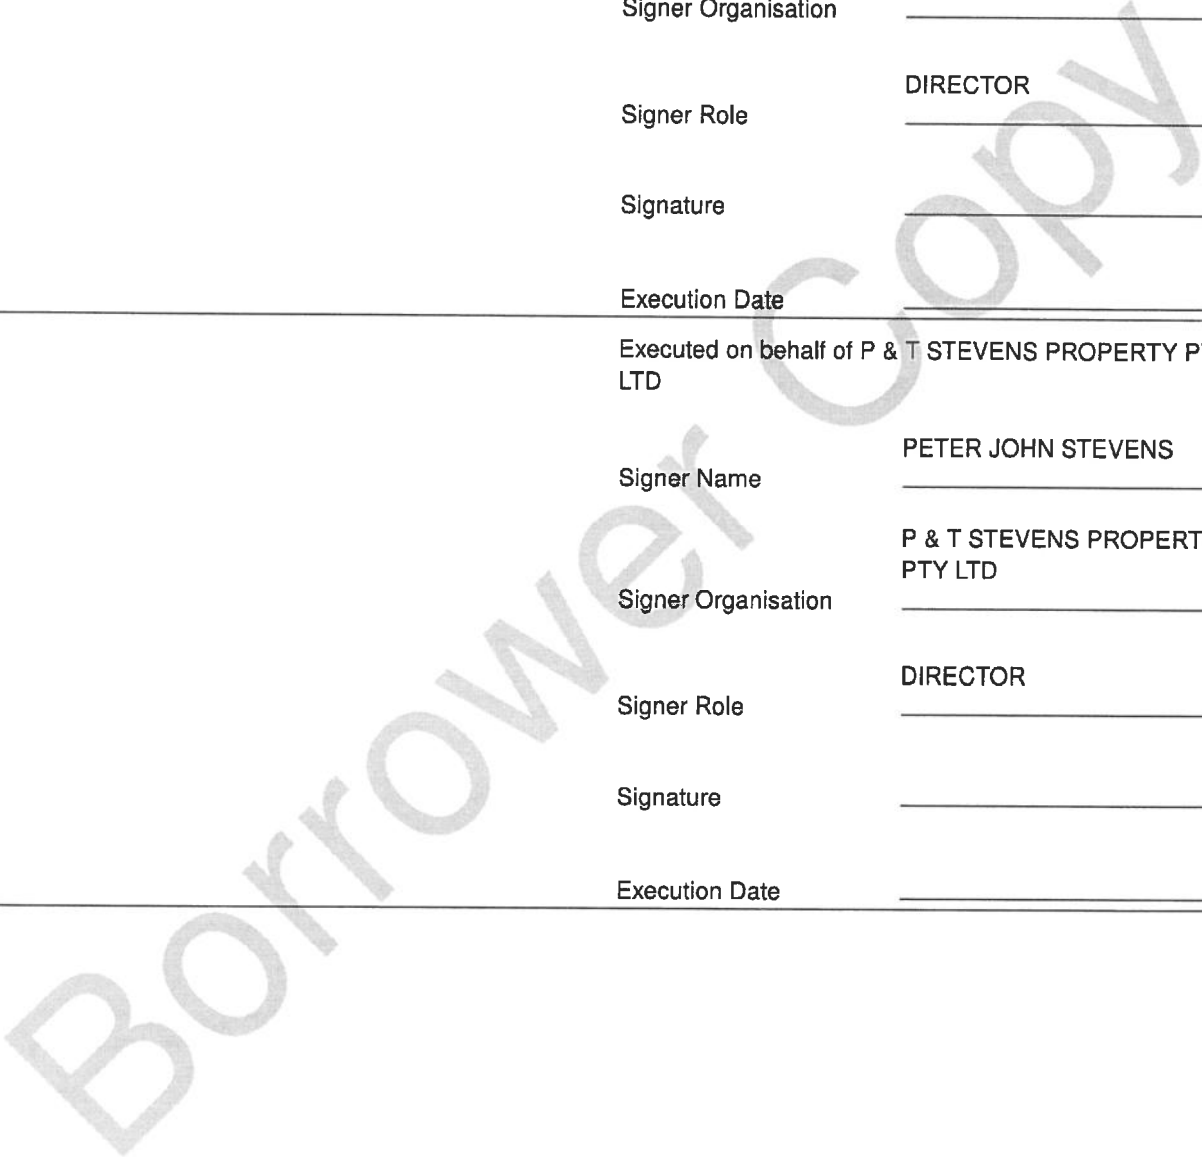 Signer Organisation
DIRECTOR
Signer Role
Signature
Execution Date
Executed on behalf of P & T STEVENS PROPERTY
LTD
PETER JOHN STEVENS
Signer Name
P & T STEVENS
PTY LTD
Signer Organisation
DIRECTOR
Signer Role
Signature
Execution Date
Borrower Copy